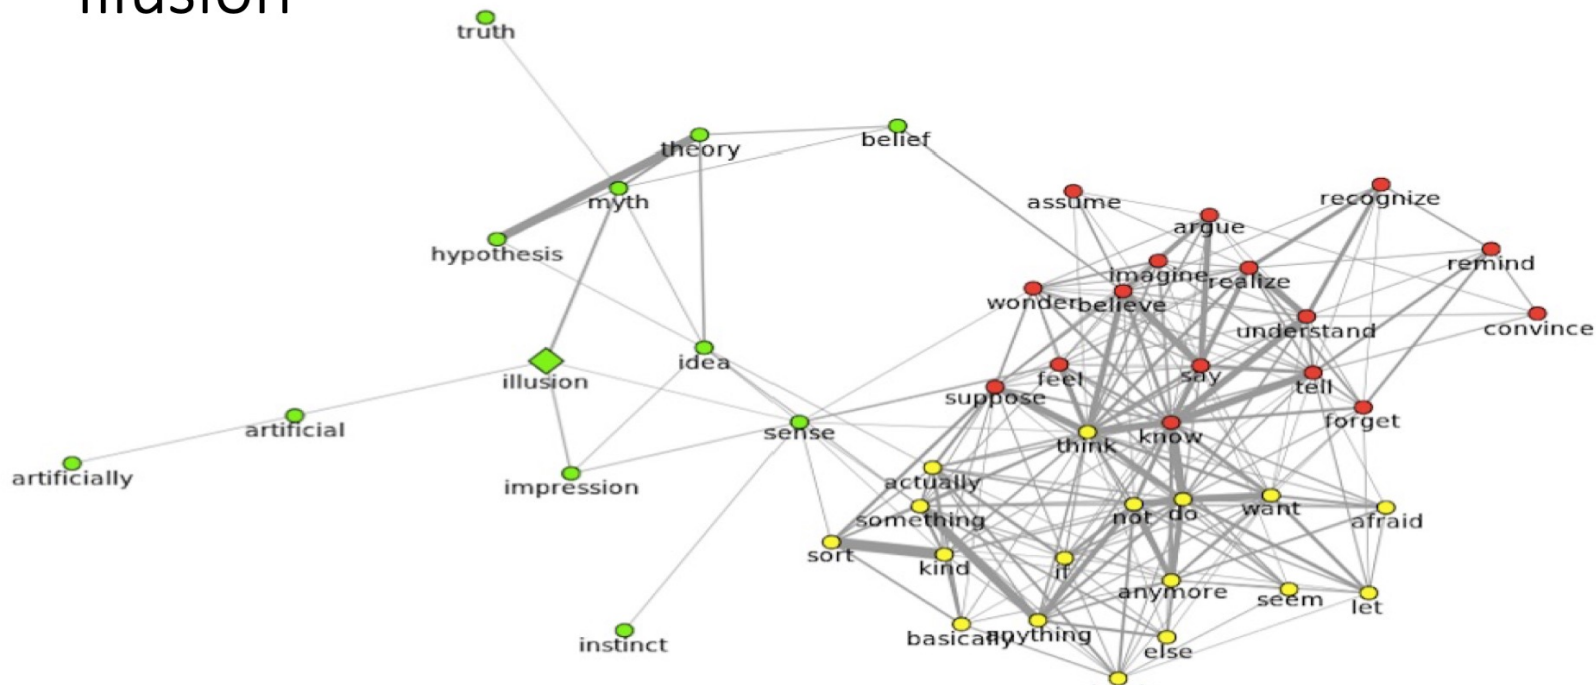 illusion
truth
theory
belief
myth
hypothesis
assume
recognize
argue
remind
imagine
realize
wonder
believe
understand
convince
idea
illusion
feel
say
tell
suppose
forget
artificial
sense
think
know
artificially
impression
actually
something
not
do
want
afraid
sort
kind
if
anymore
seem
let
instinct
basically
anything
else